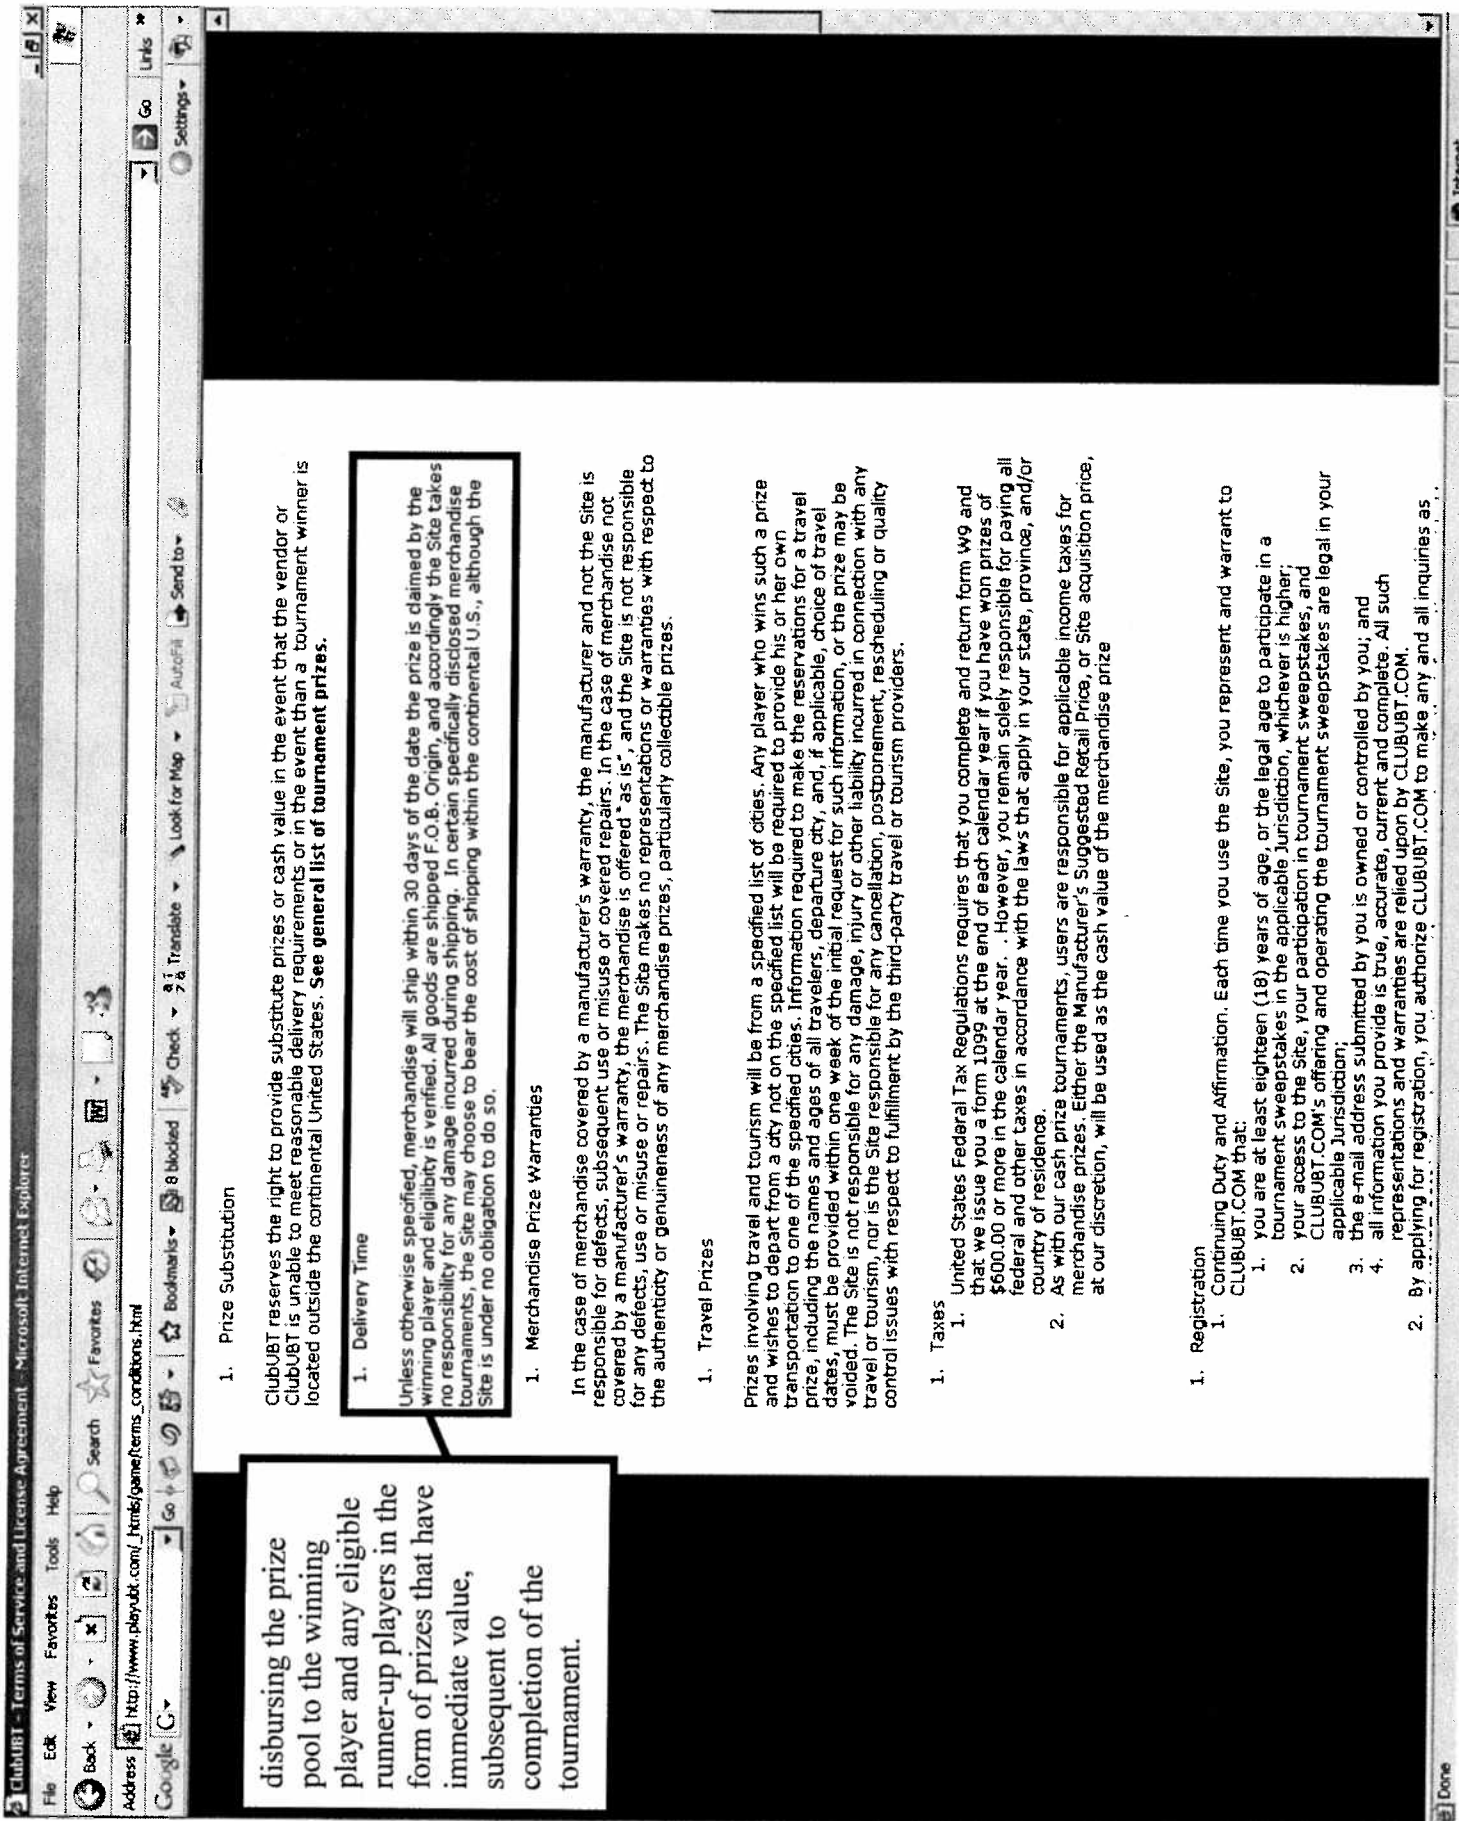 ClubUBT - Terms of Service and License Agreement - Microsoft Internet Explorer
File Edit View Favorites Tools Help
Back Search Favorites
Address http://www.playubt.com/_htmls/game/terms_conditions.html Go Links »
Google G Go Bookmarks 8 blocked Check Translate Look for Map AutoFill Send to Settings
disbursing the prize
pool to the winning
player and any eligible
runner-up players in the
form of prizes that have
immediate value,
subsequent to
completion of the
tournament.
1. Prize Substitution
ClubUBT reserves the right to provide substitute prizes or cash value in the event that the vendor or
ClubUBT is unable to meet reasonable delivery requirements or in the event than a tournament winner is
located outside the continental United States. See general list of tournament prizes.
1. Delivery Time
Unless otherwise specified, merchandise will ship within 30 days of the date the prize is claimed by the
winning player and eligibility is verified. All goods are shipped F.O.B. Origin, and accordingly the Site takes
no responsibility for any damage incurred during shipping. In certain specifically disclosed merchandise
tournaments, the Site may choose to bear the cost of shipping within the continental U.S., although the
Site is under no obligation to do so.
1. Merchandise Prize Warranties
In the case of merchandise covered by a manufacturer's warranty, the manufacturer and not the Site is
responsible for defects, subsequent use or misuse or covered repairs. In the case of merchandise not
covered by a manufacturer's warranty, the merchandise is offered "as is", and the Site is not responsible
for any defects, use or misuse or repairs. The Site makes no representations or warranties with respect to
the authenticity or genuineness of any merchandise prizes, particularly collectible prizes.
1. Travel Prizes
Prizes involving travel and tourism will be from a specified list of cities. Any player who wins such a prize
and wishes to depart from a city not on the specified list will be required to provide his or her own
transportation to one of the specified cities. Information required to make the reservations for a travel
prize, including the names and ages of all travelers, departure city, and, if applicable, choice of travel
dates, must be provided within one week of the initial request for such information, or the prize may be
voided. The Site is not responsible for any damage, injury or other liability incurred in connection with any
travel or tourism, nor is the Site responsible for any cancellation, postponement, rescheduling or quality
control issues with respect to fulfillment by the third-party travel or tourism providers.
1. Taxes
1. United States Federal Tax Regulations requires that you complete and return form W9 and
that we issue you a form 1099 at the end of each calendar year if you have won prizes of
$600.00 or more in the calendar year. . However, you remain solely responsible for paying all
federal and other taxes in accordance with the laws that apply in your state, province, and/or
country of residence.
2. As with our cash prize tournaments, users are responsible for applicable income taxes for
merchandise prizes. Either the Manufacturer's Suggested Retail Price, or Site acquisition price,
at our discretion, will be used as the cash value of the merchandise prize
1. Registration
1. Continuing Duty and Affirmation. Each time you use the Site, you represent and warrant to
CLUBUBT.COM that:
1. you are at least eighteen (18) years of age, or the legal age to participate in a
tournament sweepstakes in the applicable Jurisdiction, whichever is higher;
2. your access to the Site, your participation in tournament sweepstakes, and
CLUBUBT.COM's offering and operating the tournament sweepstakes are legal in your
applicable Jurisdiction;
3. the e-mail address submitted by you is owned or controlled by you; and
4. all information you provide is true, accurate, current and complete. All such
representations and warranties are relied upon by CLUBUBT.COM.
2. By applying for registration, you authorize CLUBUBT.COM to make any and all inquiries as
Done Internet